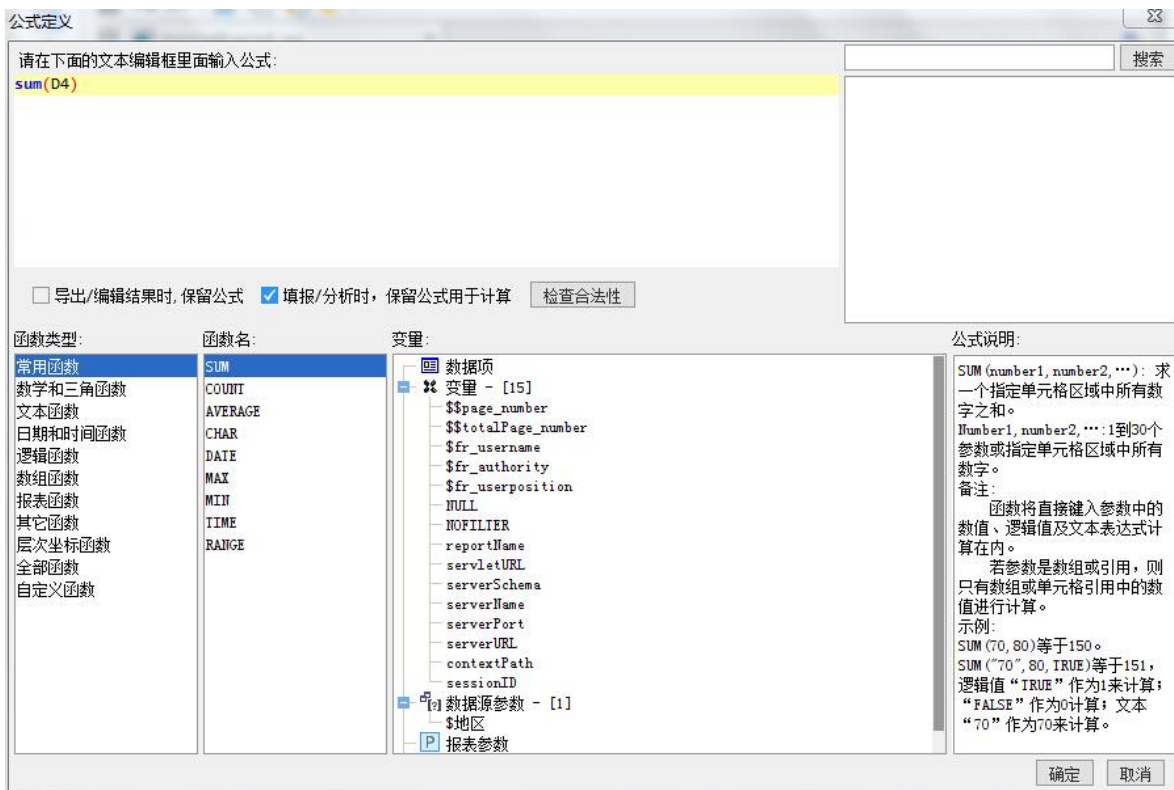 公式定义
请在下面的文本编辑框里面输入公式:
搜索
sum(D4)
导出/编辑结果时,保留公式
填报/分析时，保留公式用于计算
检查合法性
函数类型:
常用函数
数学和三角函数
文本函数
日期和时间函数
逻辑函数
数组函数
报表函数
其它函数
层次坐标函数
全部函数
自定义函数
函数名:
SUM
COUNT
AVERAGE
CHAR
DATE
MAX
MIN
TIME
RANGE
变量:
数据项
变量 - [15]
$$page_number
$$totalPage_number
$fr_username
$fr_authority
$fr_userposition
NULL
NOFILTER
reportName
servletURL
serverSchema
serverName
serverPort
serverURL
contextPath
sessionID
数据源参数 - [1]
$地区
报表参数
公式说明:
SUM(number1,number2,…): 求
一个指定单元格区域中所有数
字之和。
Number1,number2,…:1到30个
参数或指定单元格区域中所有
数字。
备注:
函数将直接键入参数中的
数值、逻辑值及文本表达式计
算在内。
若参数是数组或引用，则
只有数组或单元格引用中的数
值进行计算。
示例:
SUM(70,80)等于150。
SUM("70",80,TRUE)等于151，
逻辑值“TRUE”作为1来计算；
“FALSE”作为0计算；文本
“70”作为70来计算。
确定
取消